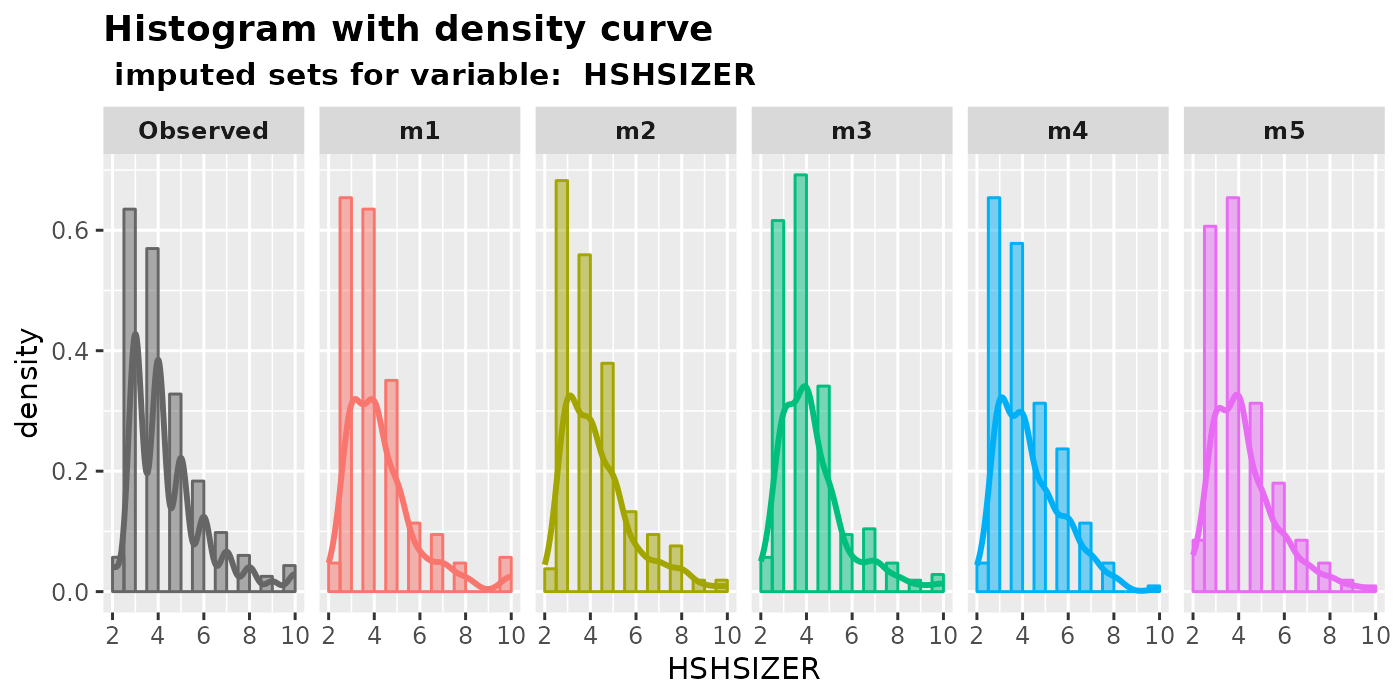 Histogram with density curve
imputed sets for variable:  HSHSIZER
Observed m1 m2 m3 m4 m5
density
0.6
0.4
0.2
0.0
2 4 6 8 10 2 4 6 8 10 2 4 6 8 10 2 4 6 8 10 2 4 6 8 10 2 4 6 8 10
HSHSIZER